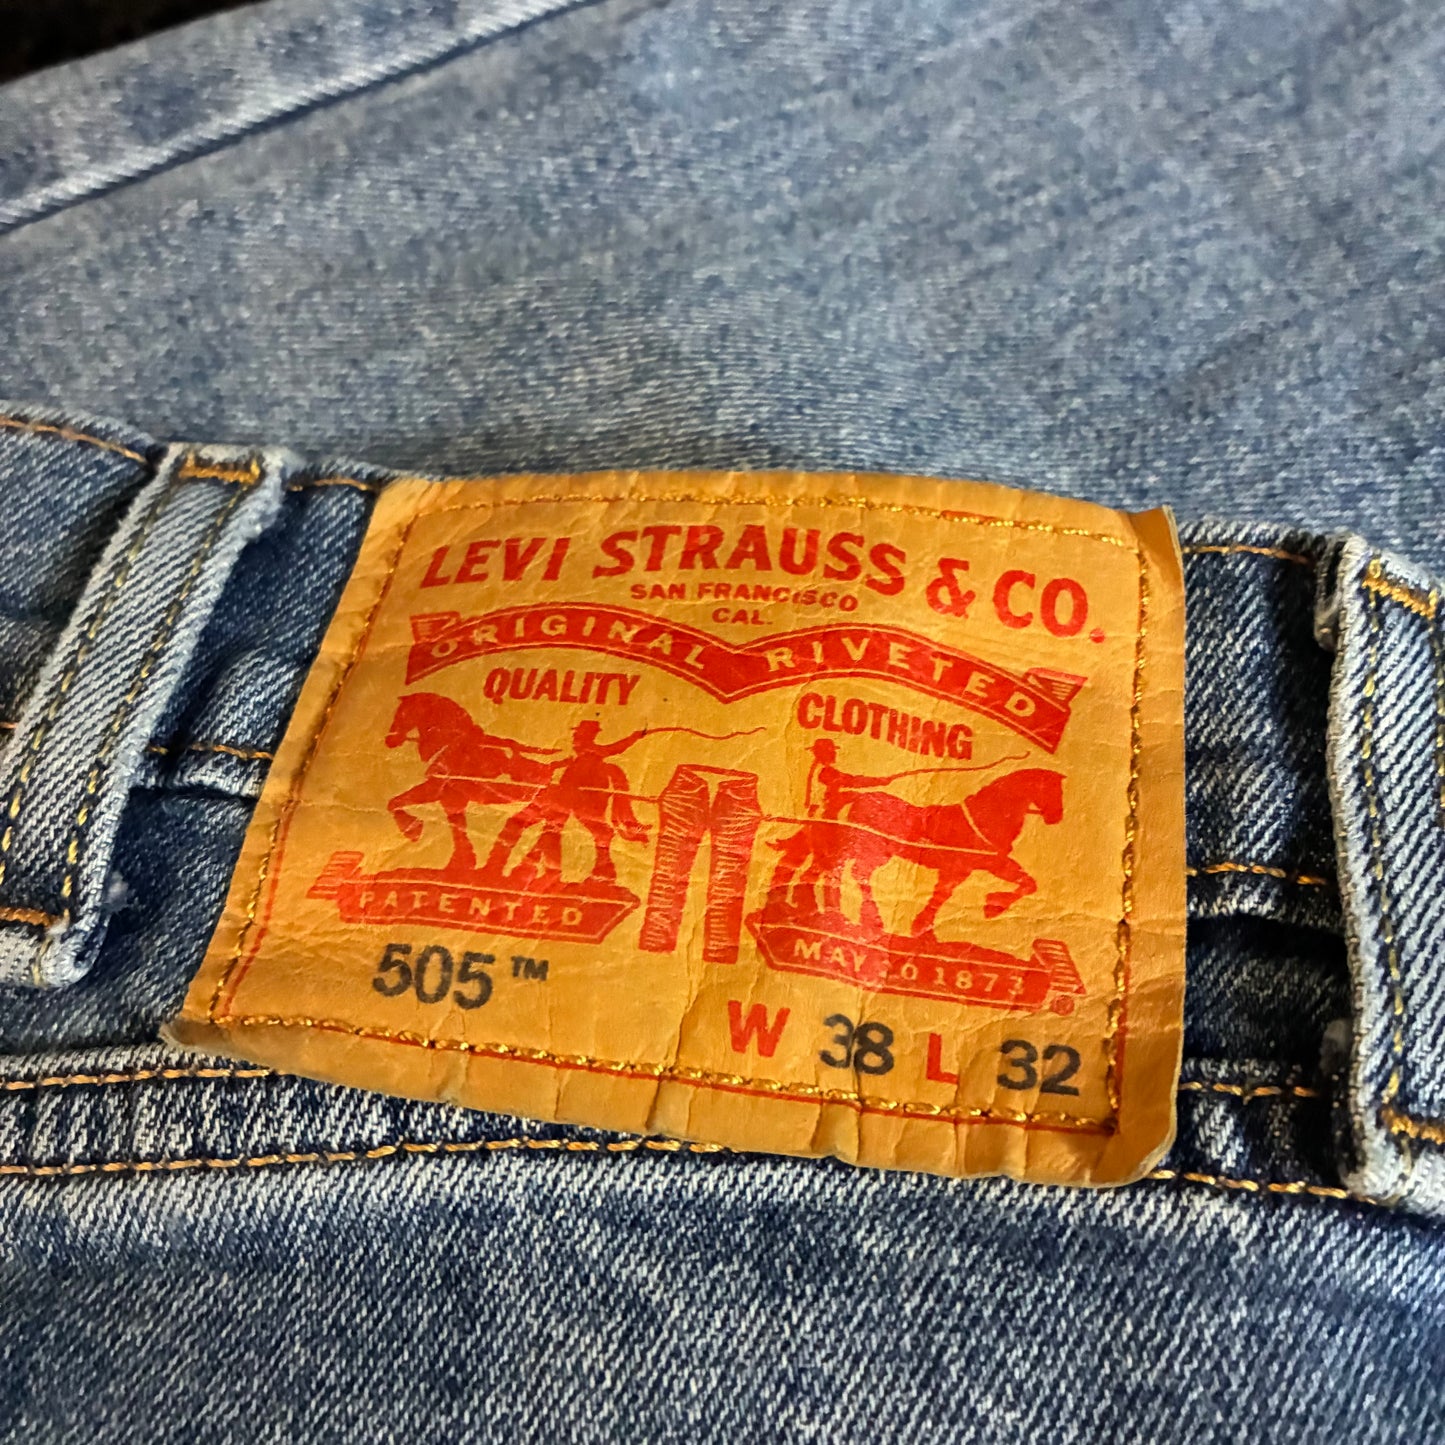 LEVI STRAUSS & CO.
SAN FRANCISCO
CAL.
ORIGINAL RIVETED
QUALITY CLOTHING
PATENTED MAY 20 1873 ®
505™
W 38 L 32